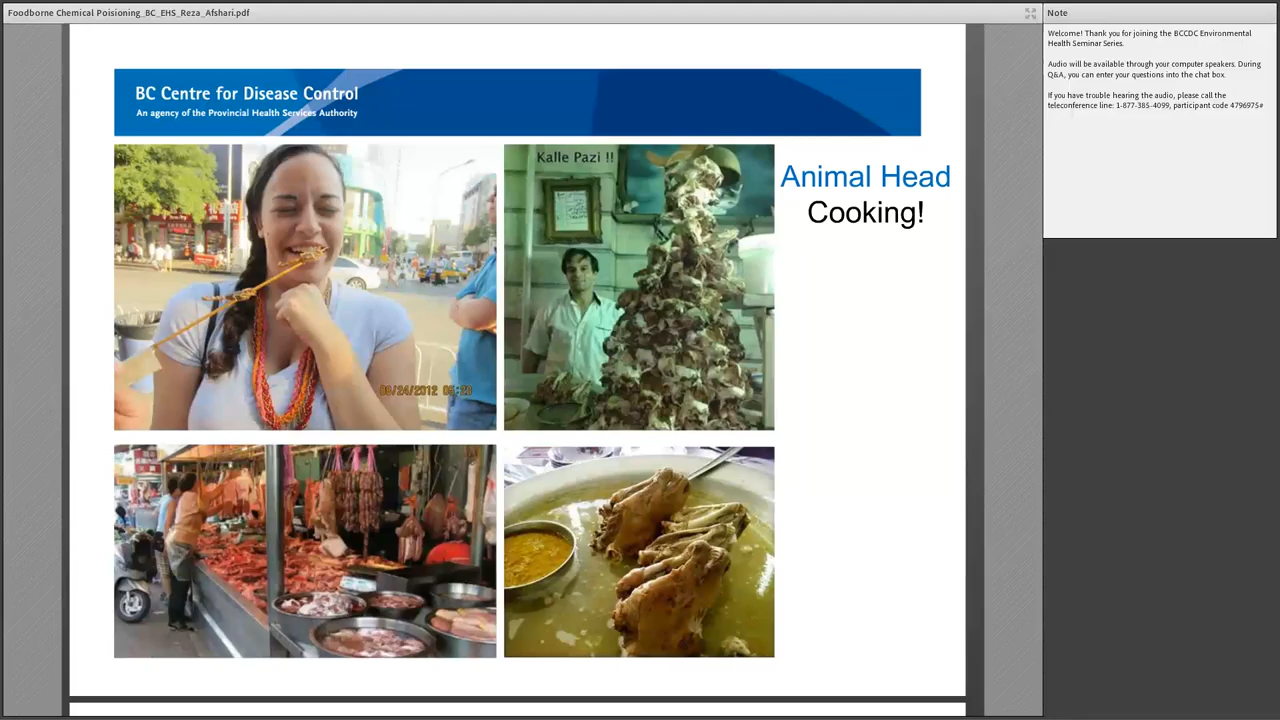 Foodborne Chemical Poisioning_BC_EHS_Reza_Afshari.pdf
BC Centre for Disease Control
An agency of the Provincial Health Services Authority
Kalle Pazi !!
Animal Head
Cooking!
06/24/2012 05:20
Note
Welcome! Thank you for joining the BCCDC Environmental
Health Seminar Series.
Audio will be available through your computer speakers. During
Q&A, you can enter your questions into the chat box.
If you have trouble hearing the audio, please call the
teleconference line: 1-877-385-4099, participant code 4796975#